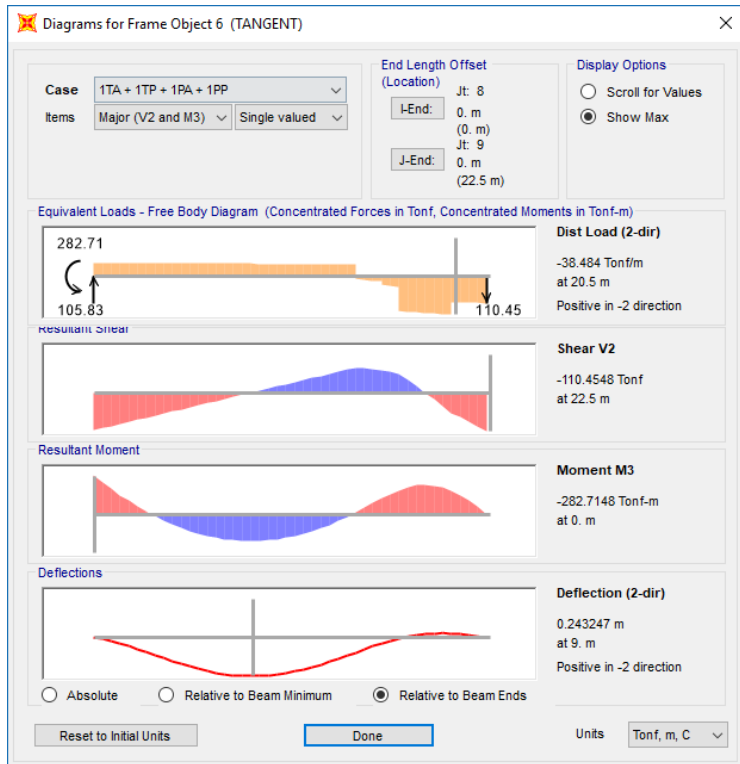 Diagrams for Frame Object 6 (TANGENT)
Case
1TA + 1TP + 1PA + 1PP
Items
Major (V2 and M3)
Single valued
End Length Offset
(Location)
I-End:
Jt: 8
0. m
(0. m)
J-End:
Jt: 9
0. m
(22.5 m)
Display Options
Scroll for Values
Show Max
Equivalent Loads - Free Body Diagram (Concentrated Forces in Tonf, Concentrated Moments in Tonf-m)
282.71
105.83
110.45
Dist Load (2-dir)
-38.484 Tonf/m
at 20.5 m
Positive in -2 direction
Resultant Shear
Shear V2
-110.4548 Tonf
at 22.5 m
Resultant Moment
Moment M3
-282.7148 Tonf-m
at 0. m
Deflections
Deflection (2-dir)
0.243247 m
at 9. m
Positive in -2 direction
Absolute
Relative to Beam Minimum
Relative to Beam Ends
Reset to Initial Units
Done
Units
Tonf, m, C